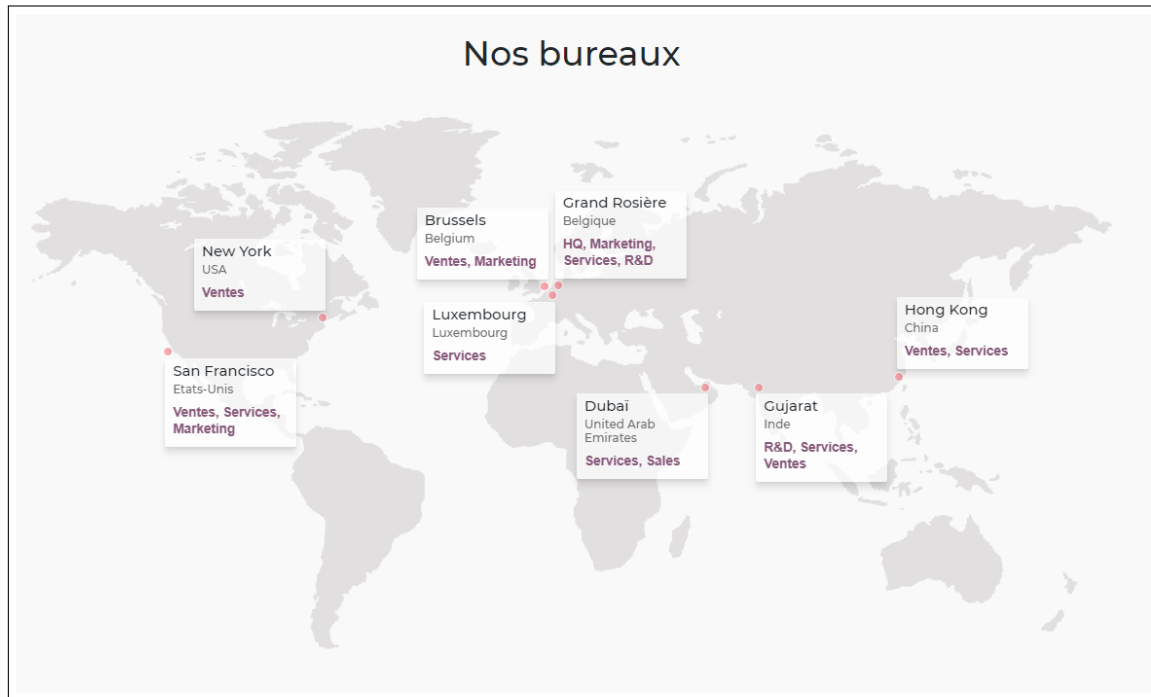 Nos bureaux
Grand Rosière
Belgique
HQ, Marketing,
Services, R&D
Brussels
Belgium
Ventes, Marketing
New York
USA
Ventes
Luxembourg
Luxembourg
Services
Hong Kong
China
Ventes, Services
San Francisco
Etats-Unis
Ventes, Services,
Marketing
Dubaï
United Arab
Emirates
Services, Sales
Gujarat
Inde
R&D, Services,
Ventes